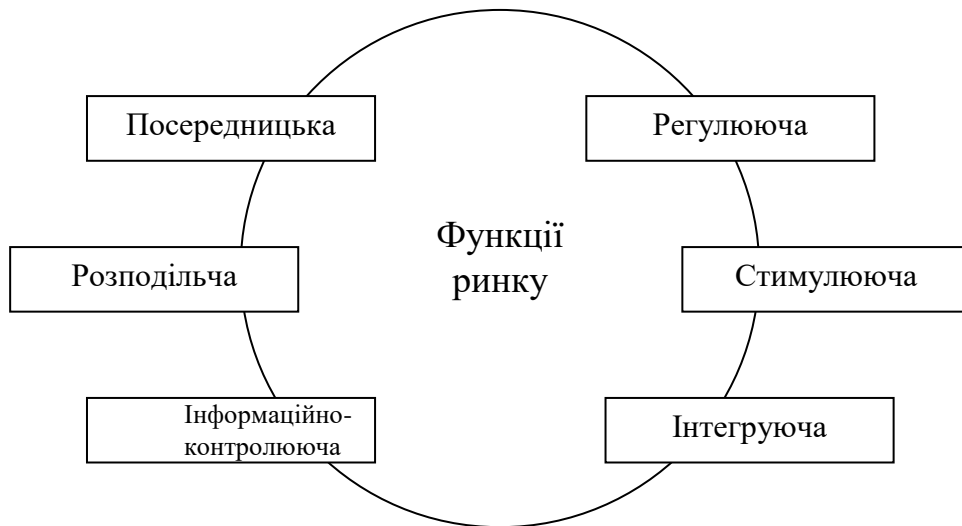 Посередницька
Регулююча
Функції
ринку
Розподільча
Стимулююча
Інформаційно-
контролююча
Інтегруюча